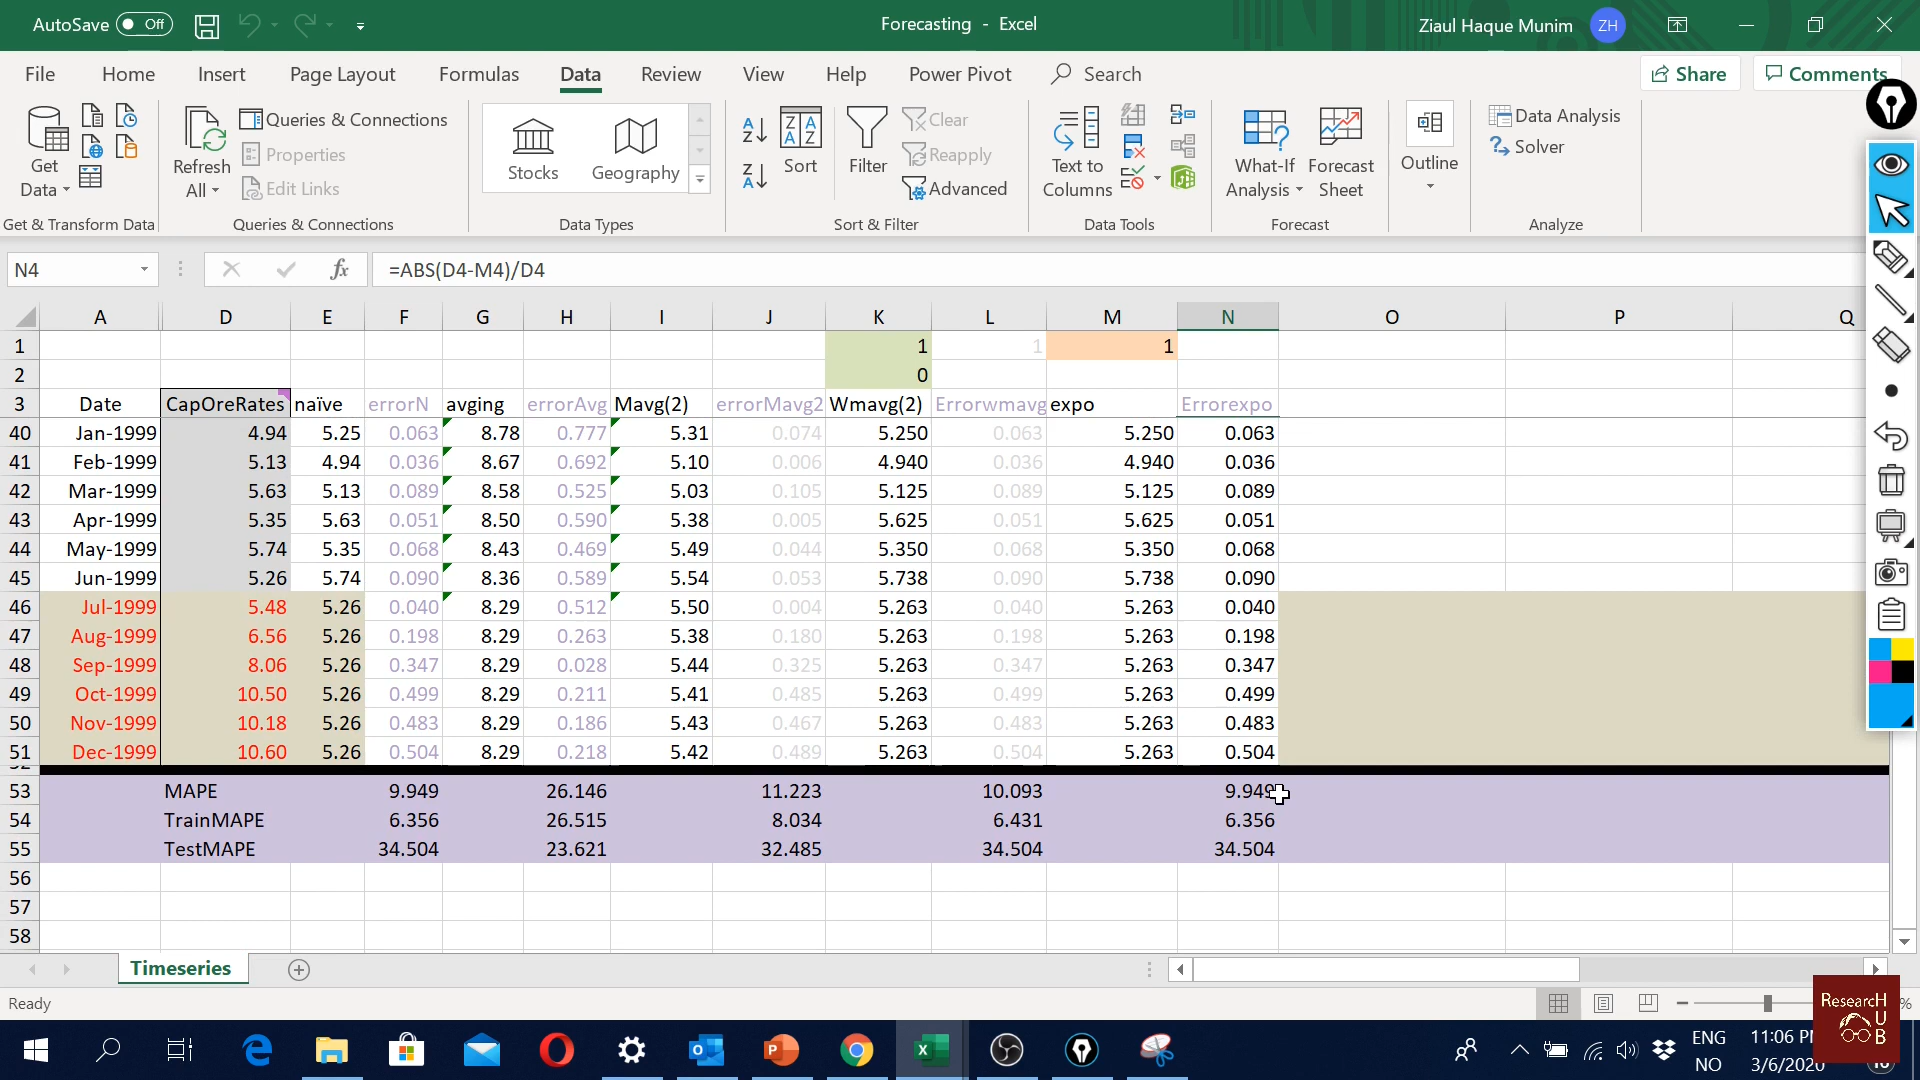 AutoSave Off
Forecasting - Excel
Ziaul Haque Munim ZH
File Home Insert Page Layout Formulas Data Review View Help Power Pivot Search Share Comments
Get Data
Refresh All
Queries & Connections
Properties
Edit Links
Stocks
Geography
Sort
Filter
Clear
Reapply
Advanced
Text to Columns
What-If Analysis
Forecast Sheet
Outline
Data Analysis
Solver
Get & Transform Data Queries & Connections Data Types Sort & Filter Data Tools Forecast Analyze
N4 fx =ABS(D4-M4)/D4
A D E F G H I J K L M N O P Q
1 1 1 1
2 0
3 Date CapOreRates naïve errorN avging errorAvg Mavg(2) errorMavg2 Wmavg(2) Errorwmavg expo Errorexpo
40 Jan-1999 4.94 5.25 0.063 8.78 0.777 5.31 0.074 5.250 0.063 5.250 0.063
41 Feb-1999 5.13 4.94 0.036 8.67 0.692 5.10 0.006 4.940 0.036 4.940 0.036
42 Mar-1999 5.63 5.13 0.089 8.58 0.525 5.03 0.105 5.125 0.089 5.125 0.089
43 Apr-1999 5.35 5.63 0.051 8.50 0.590 5.38 0.005 5.625 0.051 5.625 0.051
44 May-1999 5.74 5.35 0.068 8.43 0.469 5.49 0.044 5.350 0.068 5.350 0.068
45 Jun-1999 5.26 5.74 0.090 8.36 0.589 5.54 0.053 5.738 0.090 5.738 0.090
46 Jul-1999 5.48 5.26 0.040 8.29 0.512 5.50 0.004 5.263 0.040 5.263 0.040
47 Aug-1999 6.56 5.26 0.198 8.29 0.263 5.38 0.180 5.263 0.198 5.263 0.198
48 Sep-1999 8.06 5.26 0.347 8.29 0.028 5.44 0.325 5.263 0.347 5.263 0.347
49 Oct-1999 10.50 5.26 0.499 8.29 0.211 5.41 0.485 5.263 0.499 5.263 0.499
50 Nov-1999 10.18 5.26 0.483 8.29 0.186 5.43 0.467 5.263 0.483 5.263 0.483
51 Dec-1999 10.60 5.26 0.504 8.29 0.218 5.42 0.489 5.263 0.504 5.263 0.504
53 MAPE 9.949 26.146 11.223 10.093 9.949
54 TrainMAPE 6.356 26.515 8.034 6.431 6.356
55 TestMAPE 34.504 23.621 32.485 34.504 34.504
56
57
58
Timeseries
Ready
%
ResearcH
UB
ENG
NO
11:06
3/6/2020